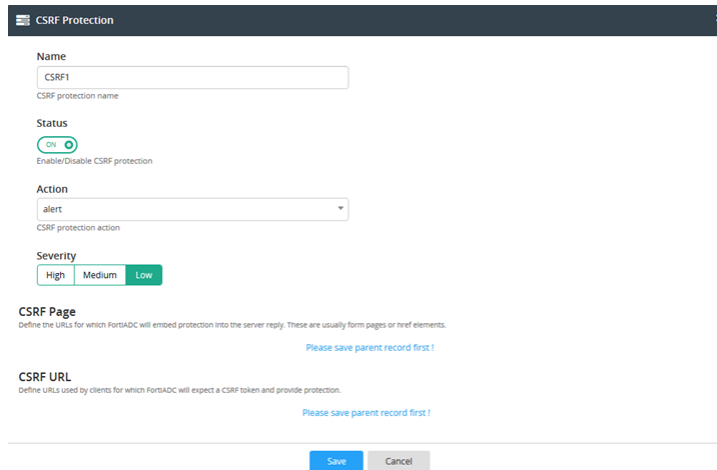 CSRF Protection
Name
CSRF1
CSRF protection name
Status
ON
Enable/Disable CSRF protection
Action
alert
CSRF protection action
Severity
High Medium Low
CSRF Page
Define the URLs for which FortiADC will embed protection into the server reply. These are usually form pages or href elements.
Please save parent record first !
CSRF URL
Define URLs used by clients for which FortiADC will expect a CSRF token and provide protection.
Please save parent record first !
Save Cancel